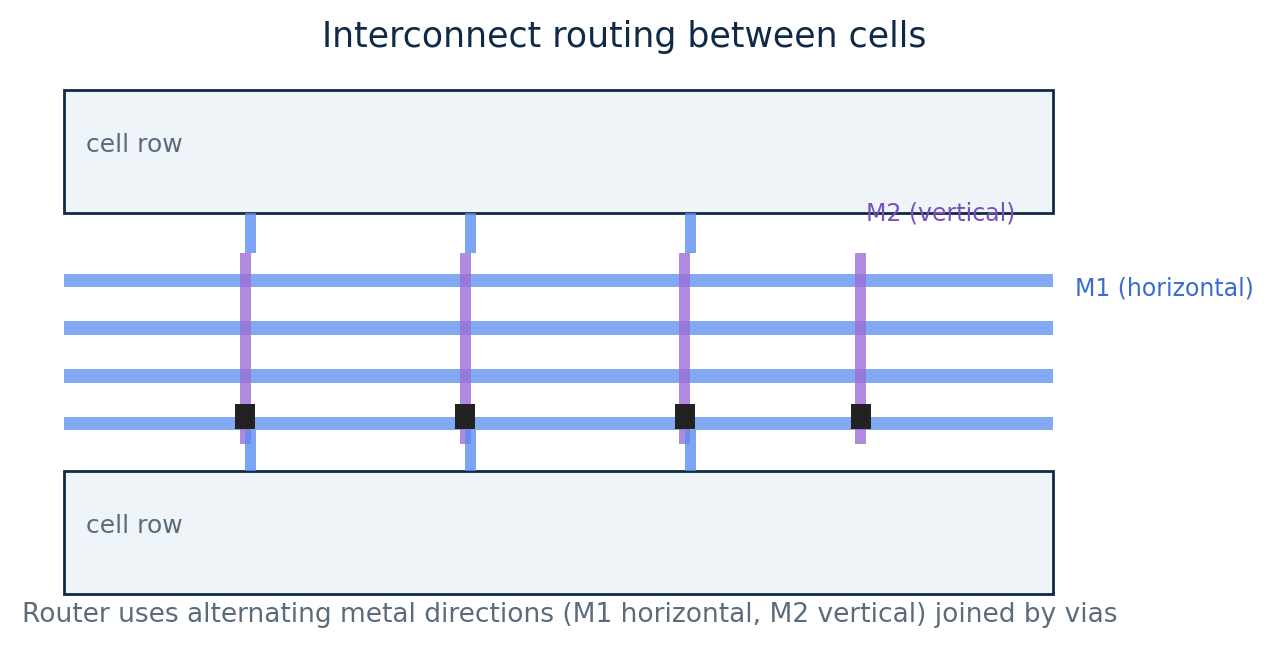 Interconnect routing between cells
cell row
M2 (vertical)
M1 (horizontal)
cell row
Router uses alternating metal directions (M1 horizontal, M2 vertical) joined by vias